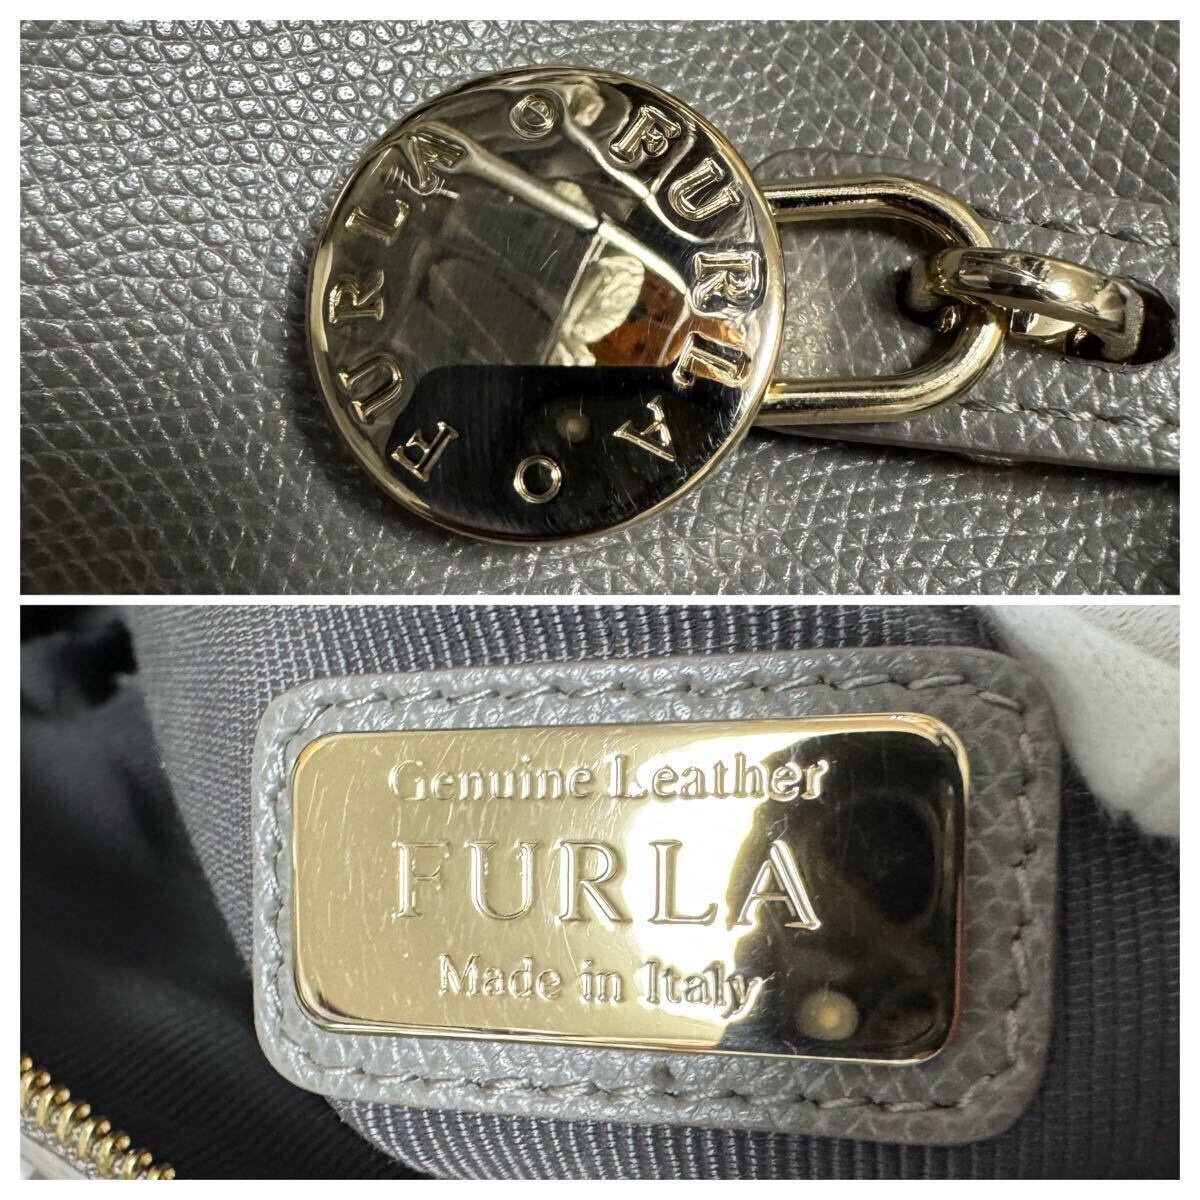 FURLA O FURLA O
Genuine Leather
FURLA
Made in Italy